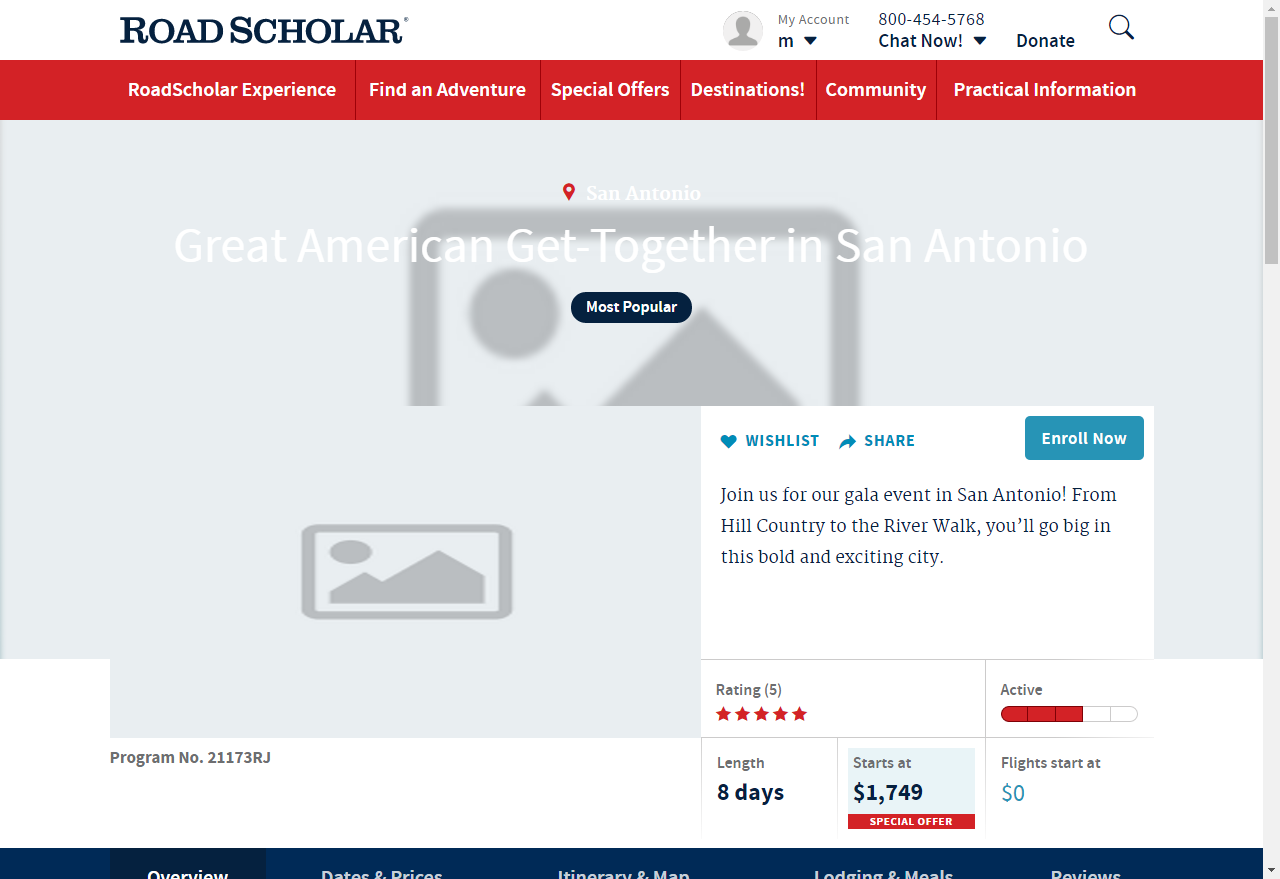 ROAD SCHOLAR®
My Account
m
800-454-5768
Chat Now!
Donate
RoadScholar Experience
Find an Adventure
Special Offers
Destinations!
Community
Practical Information
San Antonio
Great American Get-Together in San Antonio
Most Popular
WISHLIST
SHARE
Enroll Now
Join us for our gala event in San Antonio! From
Hill Country to the River Walk, you’ll go big in
this bold and exciting city.
Rating (5)
Active
Program No. 21173RJ
Length
8 days
Starts at
$1,749
SPECIAL OFFER
Flights start at
$0
Overview
Dates & Prices
Itinerary & Map
Lodging & Meals
Reviews